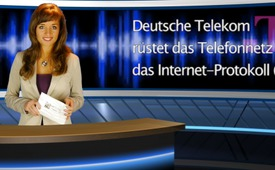 Deutsche Telekom
rüstet das Telefonnetz
das Internet-Protokoll